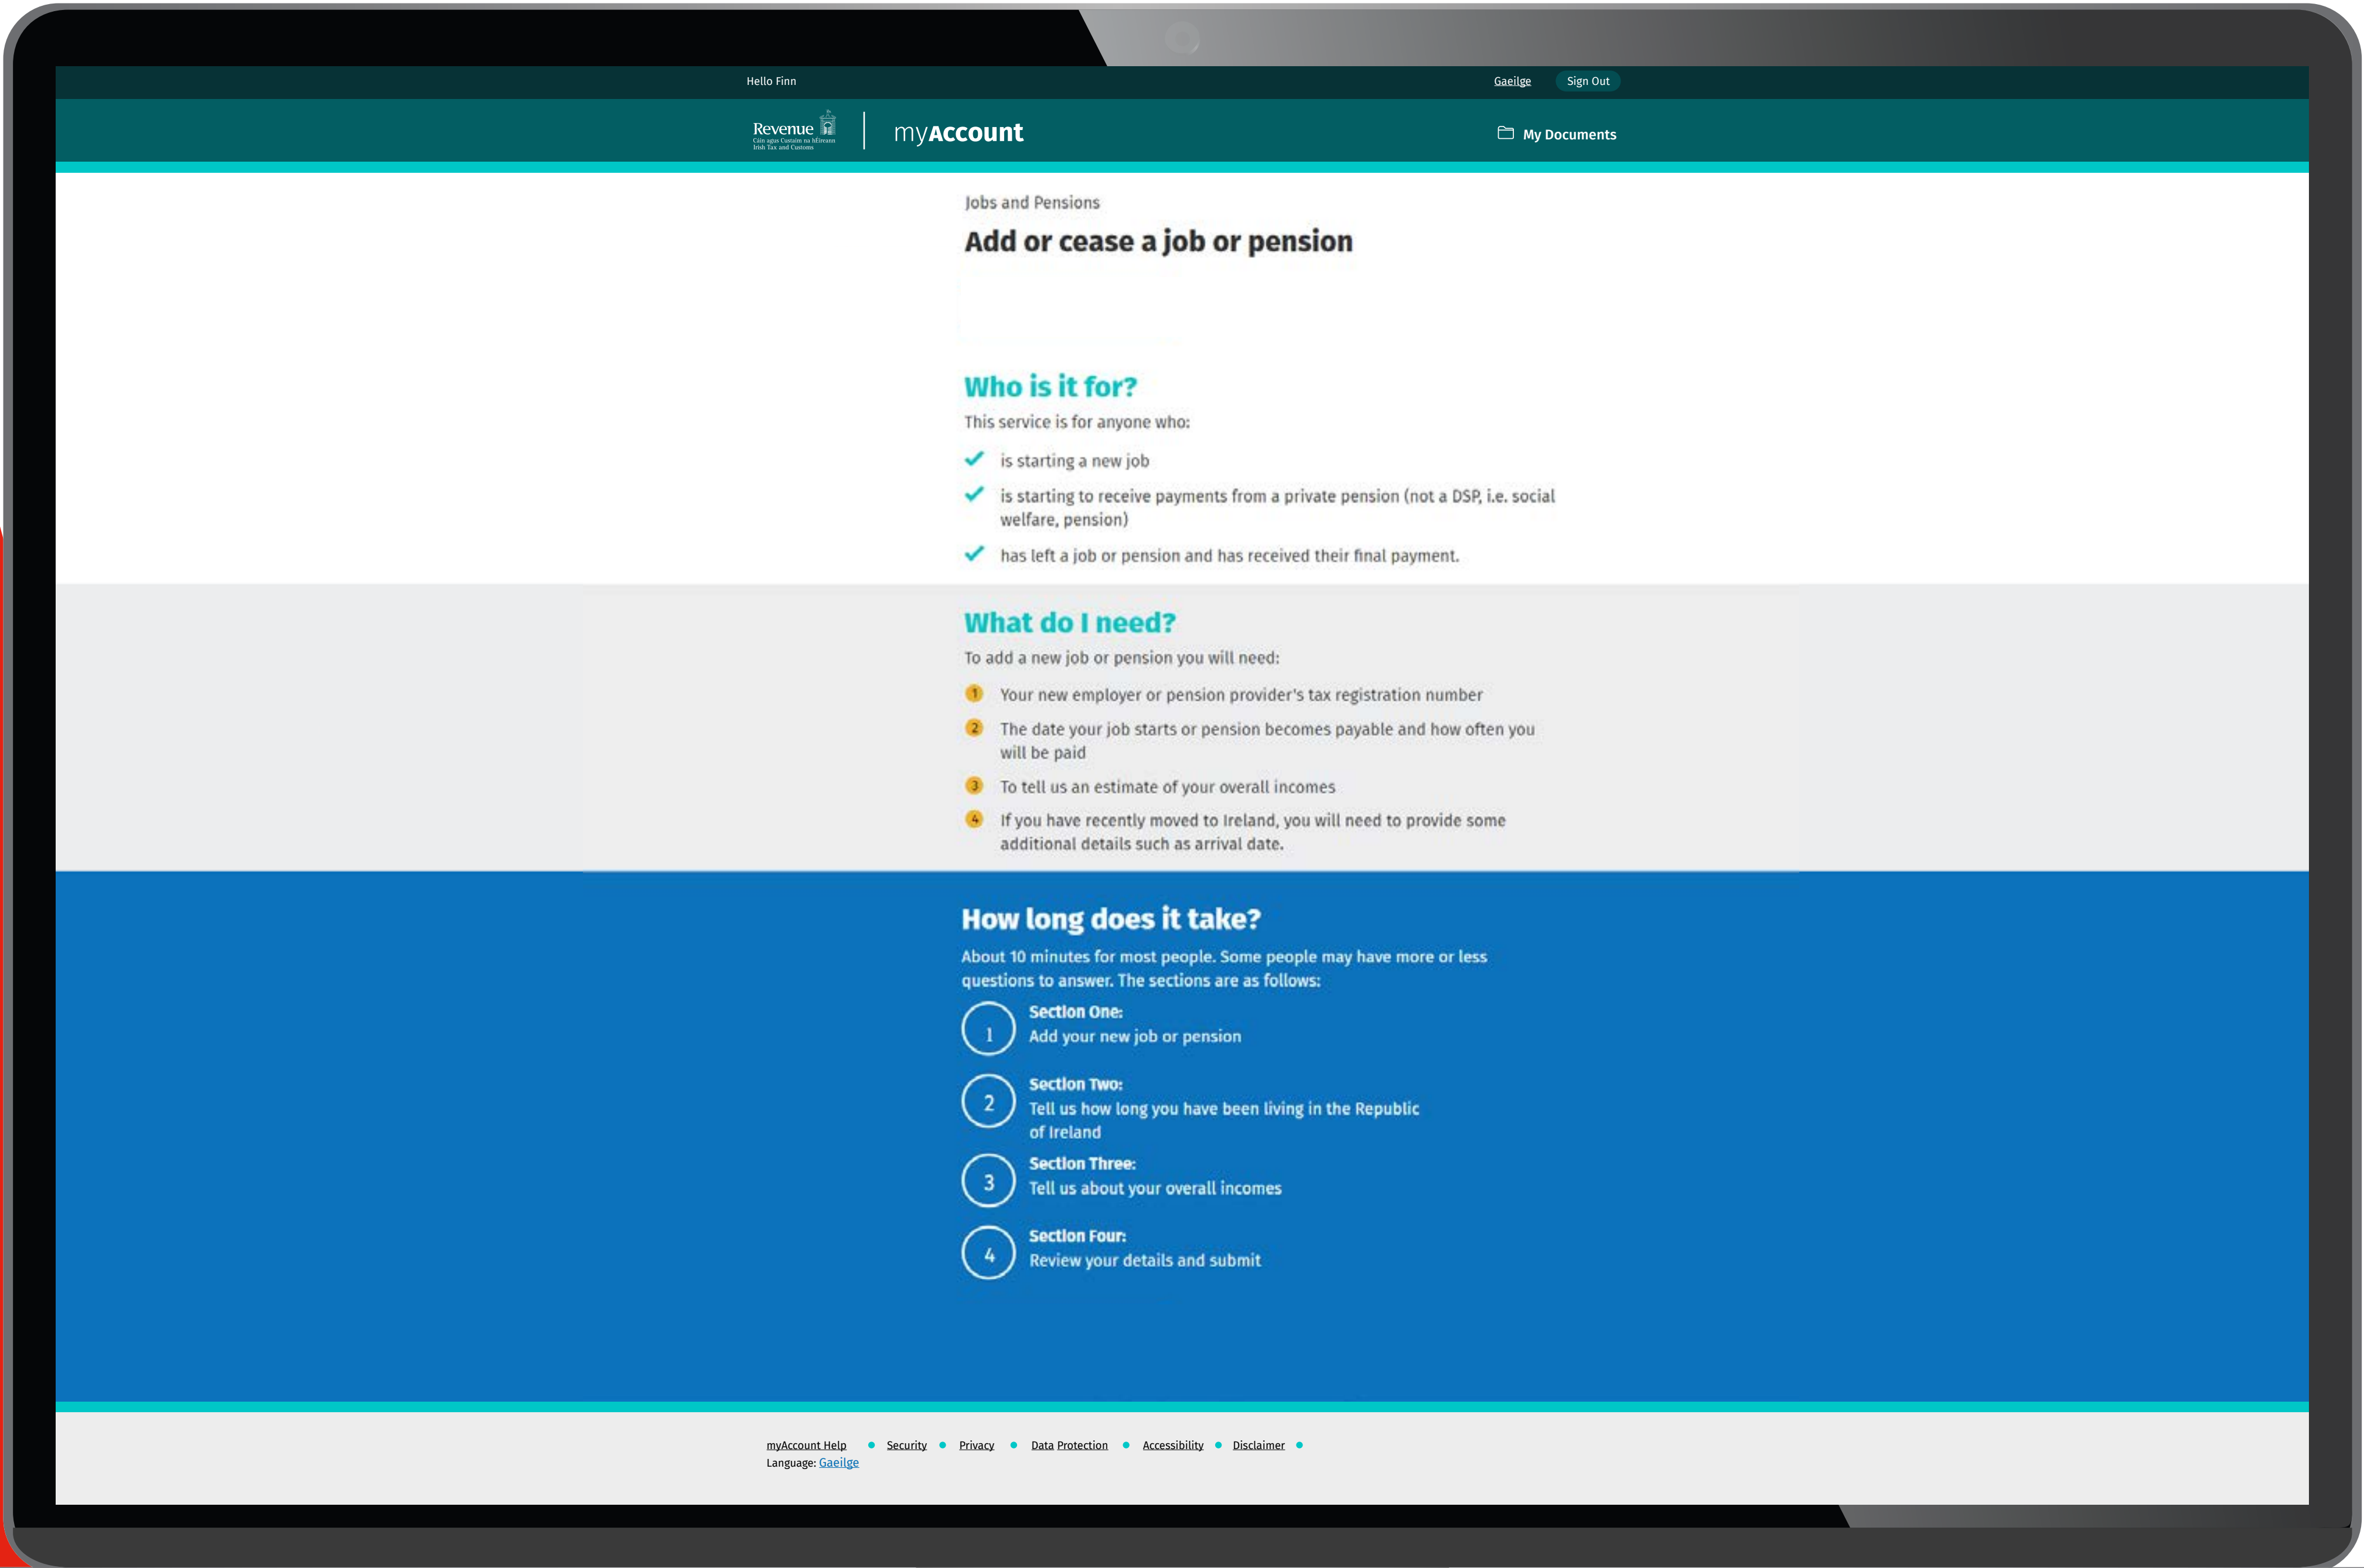 Hello Finn
Gaeilge
Sign Out
Revenue
Cáin agus Custaim na hÉireann
Irish Tax and Customs
myAccount
My Documents
Jobs and Pensions
Add or cease a job or pension
Who is it for?
This service is for anyone who:
is starting a new job
is starting to receive payments from a private pension (not a DSP, i.e. social
welfare, pension)
has left a job or pension and has received their final payment.
What do I need?
To add a new job or pension you will need:
1 Your new employer or pension provider's tax registration number
2 The date your job starts or pension becomes payable and how often you
will be paid
3 To tell us an estimate of your overall incomes
4 If you have recently moved to Ireland, you will need to provide some
additional details such as arrival date.
How long does it take?
About 10 minutes for most people. Some people may have more or less
questions to answer. The sections are as follows:
Section One:
1 Add your new job or pension
Section Two:
2 Tell us how long you have been living in the Republic
of Ireland
Section Three:
3 Tell us about your overall incomes
Section Four:
4 Review your details and submit
myAccount Help • Security • Privacy • Data Protection • Accessibility • Disclaimer •
Language: Gaeilge